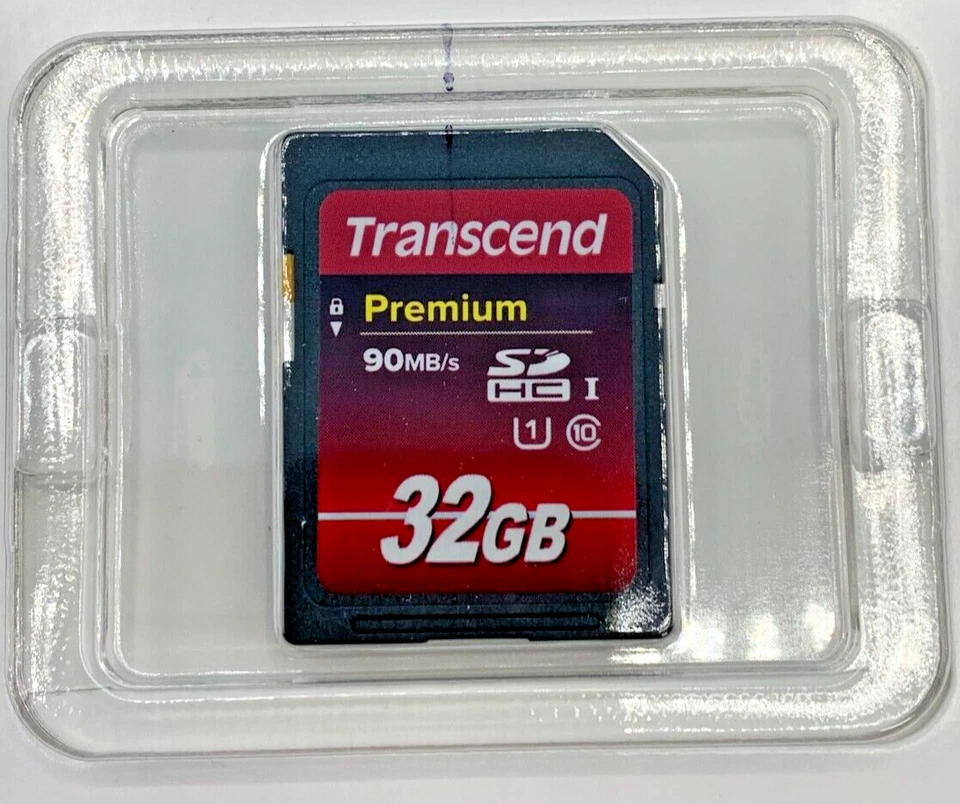 Transcend
Premium
90MB/s
SD
HC I
1 10
32GB